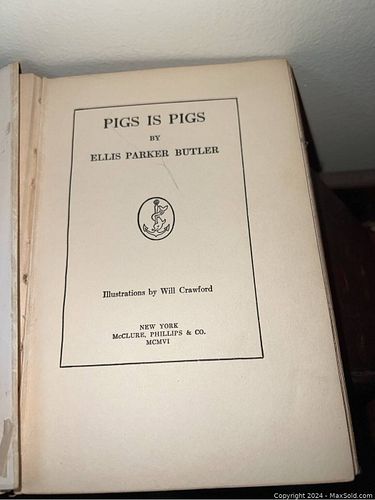 PIGS IS PIGS
BY
ELLIS PARKER BUTLER
Illustrations by Will Crawford
NEW YORK
McCLURE, PHILLIPS & CO.
MCMVI
Copyright © 2024 - MaxSold.com